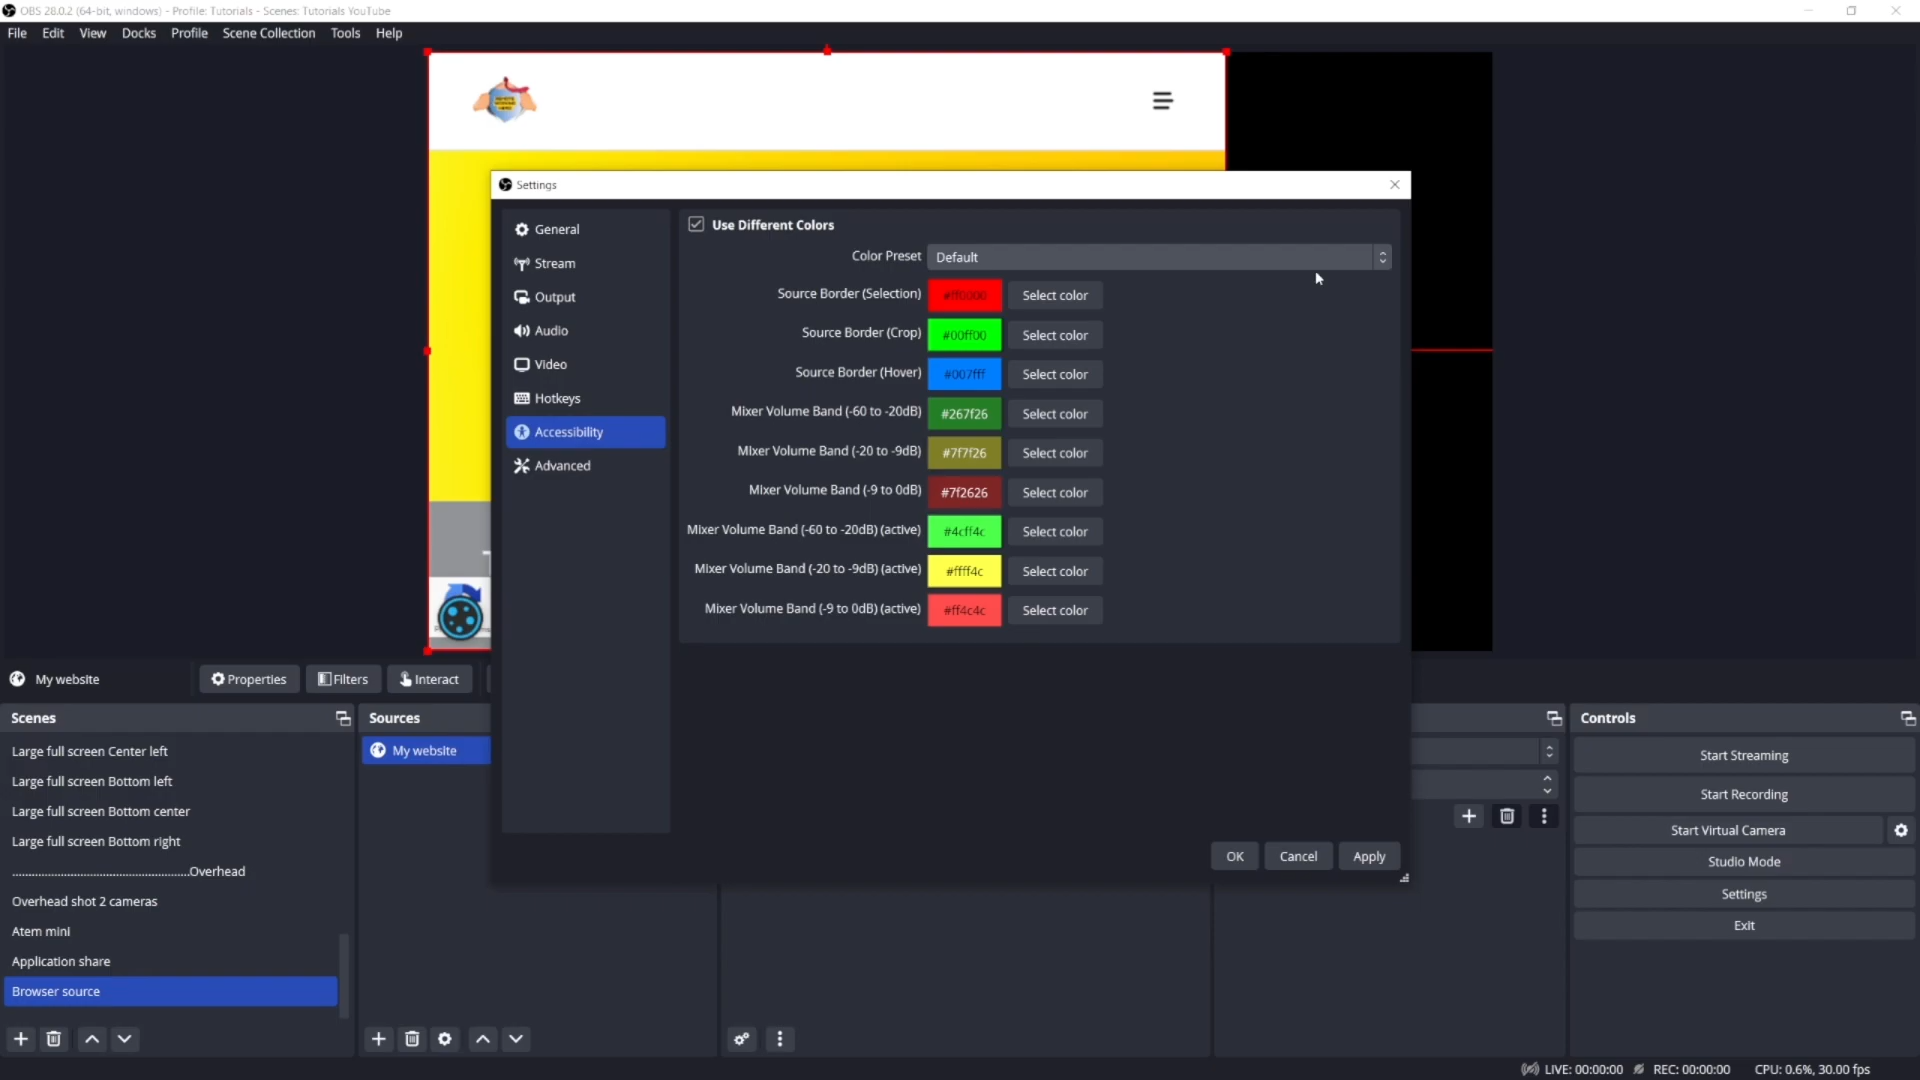 OBS 28.0.2 (64-bit, windows) - Profile: Tutorials - Scenes: Tutorials YouTube
File Edit View Docks Profile Scene Collection Tools Help
Settings
General
Stream
Output
Audio
Video
Hotkeys
Accessibility
Advanced
Use Different Colors
Color Preset Default
Source Border (Selection) #ff0000 Select color
Source Border (Crop) #00ff00 Select color
Source Border (Hover) #007fff Select color
Mixer Volume Band (-60 to -20dB) #267f26 Select color
Mixer Volume Band (-20 to -9dB) #7f7f26 Select color
Mixer Volume Band (-9 to 0dB) #7f2626 Select color
Mixer Volume Band (-60 to -20dB) (active) #4cff4c Select color
Mixer Volume Band (-20 to -9dB) (active) #ffff4c Select color
Mixer Volume Band (-9 to 0dB) (active) #ff4c4c Select color
OK Cancel Apply
My website Properties Filters Interact
Scenes
Large full screen Center left
Large full screen Bottom left
Large full screen Bottom center
Large full screen Bottom right
......................................................Overhead
Overhead shot 2 cameras
Atem mini
Application share
Browser source
Sources
My website
Controls
Start Streaming
Start Recording
Start Virtual Camera
Studio Mode
Settings
Exit
LIVE: 00:00:00 REC: 00:00:00 CPU: 0.6%, 30.00 fps